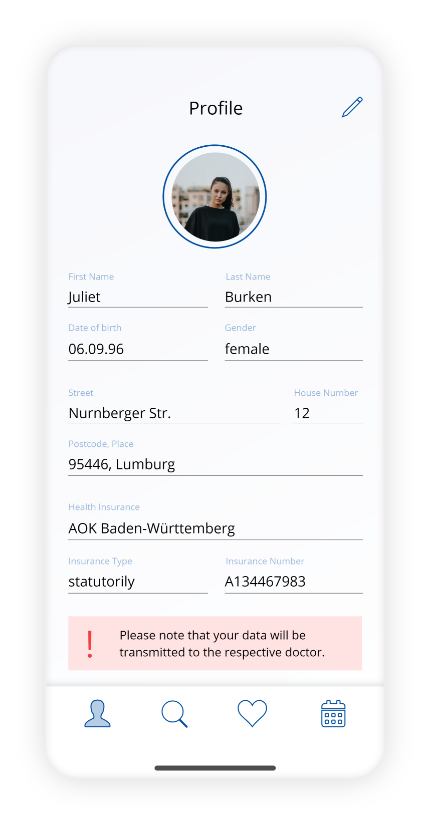 Profile
First Name Last Name
Juliet Burken
Date of birth Gender
06.09.96 female
Street House Number
Nurnberger Str. 12
Postcode, Place
95446, Lumburg
Health Insurance
AOK Baden-Württemberg
Insurance Type Insurance Number
statutorily A134467983
! Please note that your data will be
transmitted to the respective doctor.